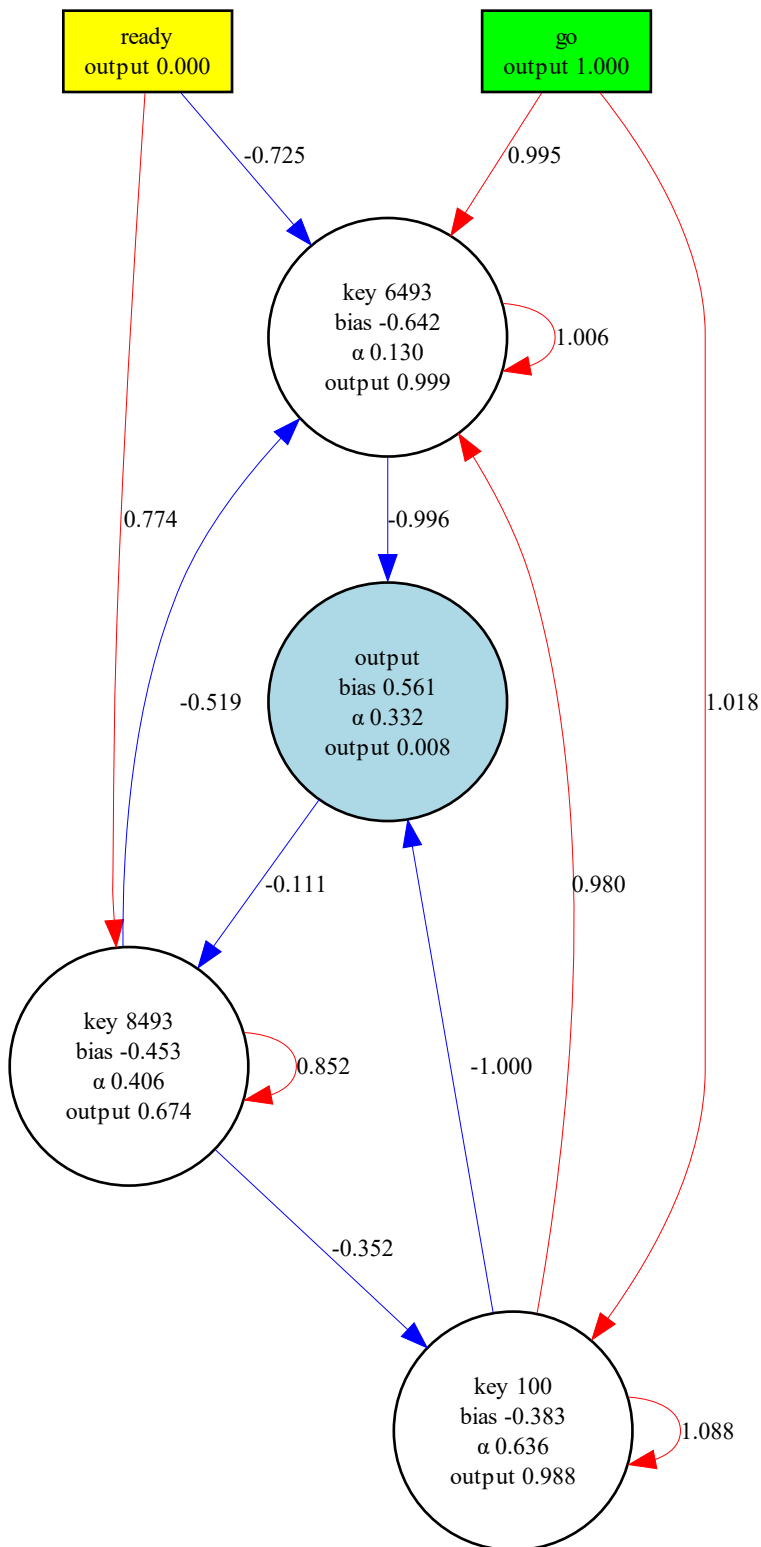 ready
output 0.000
go
output 1.000
-0.725
0.995
key 6493
bias -0.642
α 0.130
output 0.999
1.006
0.774
-0.996
output
bias 0.561
α 0.332
output 0.008
-0.519
1.018
-0.111
0.980
key 8493
bias -0.453
α 0.406
output 0.674
0.852
-1.000
-0.352
key 100
bias -0.383
α 0.636
output 0.988
1.088